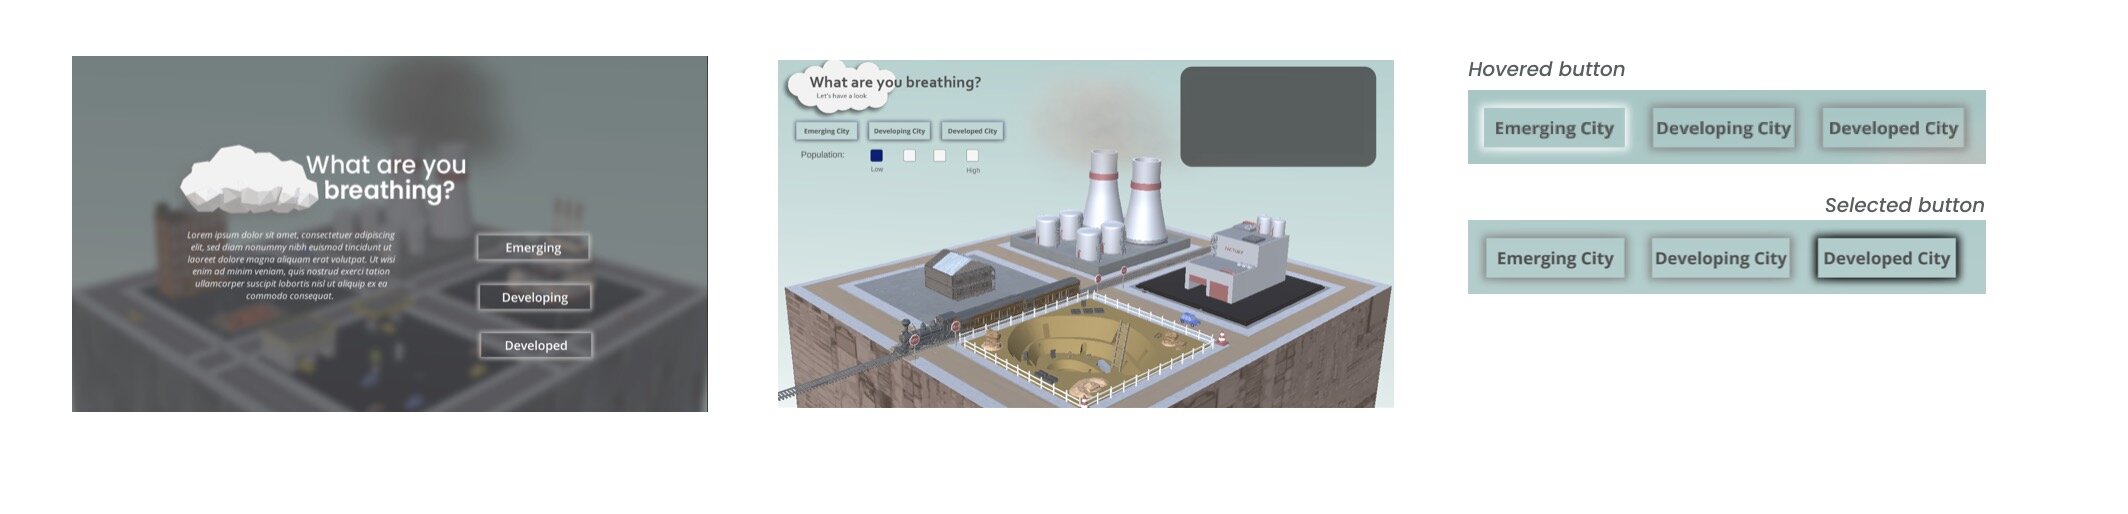 What are you
breathing?
Lorem ipsum dolor sit amet, consectetuer adipiscing
elit, sed diam nonummy nibh euismod tincidunt ut
laoreet dolore magna aliquam erat volutpat. Ut wisi
enim ad minim veniam, quis nostrud exerci tation
ullamcorper suscipit lobortis nisl ut aliquip ex ea
commodo consequat.
Emerging
Developing
Developed
What are you breathing?
Let's have a look
Emerging City Developing City Developed City
Population:
Low High
FACTORY
Hovered button
Emerging City Developing City Developed City
Selected button
Emerging City Developing City Developed City